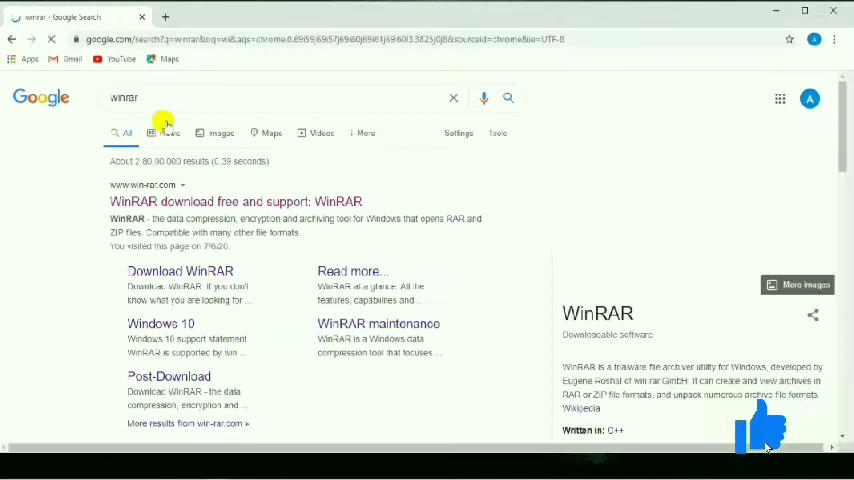 winrar - Google Search
google.com/search?q=winrar&oq=wi&aqs=chrome.0.69i59j69i57j69i60j69i61j69i60l3.3825j0j8&sourceid=chrome&ie=UTF-8
A
Apps Gmail YouTube Maps
Google winrar
A
All News Images Maps Videos More Settings Tools
About 2,80,00,000 results (0.39 seconds)
www.win-rar.com
WinRAR download free and support: WinRAR
WinRAR - the data compression, encryption and archiving tool for Windows that opens RAR and
ZIP files. Compatible with many other file formats.
You visited this page on 7/6/20.
Download WinRAR
Download WinRAR. If you don't
know what you are looking for ...
Read more...
WinRAR at a glance. All the
features, capabilities and ...
Windows 10
Windows 10 support statement
WinRAR is supported by win ...
WinRAR maintenance
WinRAR is a Windows data
compression tool that focuses ...
Post-Download
Download WinRAR - the data
compression, encryption and ...
More results from win-rar.com »
More images
WinRAR
Downloadable software
WinRAR is a trialware file archiver utility for Windows, developed by
Eugene Roshal of win.rar GmbH. It can create and view archives in
RAR or ZIP file formats, and unpack numerous archive file formats.
Wikipedia
Written in: C++